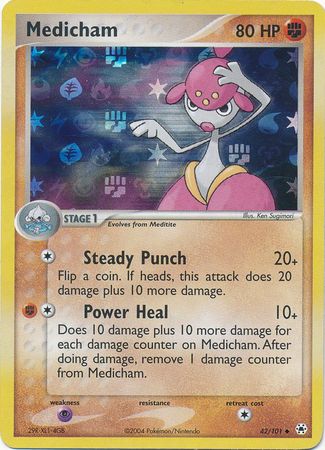 Medicham 80 HP
Illus. Ken Sugimori
STAGE 1
Evolves from Meditite
Steady Punch 20+
Flip a coin. If heads, this attack does 20
damage plus 10 more damage.
Power Heal 10+
Does 10 damage plus 10 more damage for
each damage counter on Medicham. After
doing damage, remove 1 damage counter
from Medicham.
weakness resistance retreat cost
©2004 Pokémon/Nintendo 42/101